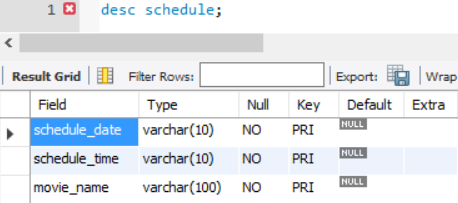 1 desc schedule;
Result Grid Filter Rows: Export: Wrap
Field Type Null Key Default Extra
schedule_date varchar(10) NO PRI NULL
schedule_time varchar(10) NO PRI NULL
movie_name varchar(100) NO PRI NULL